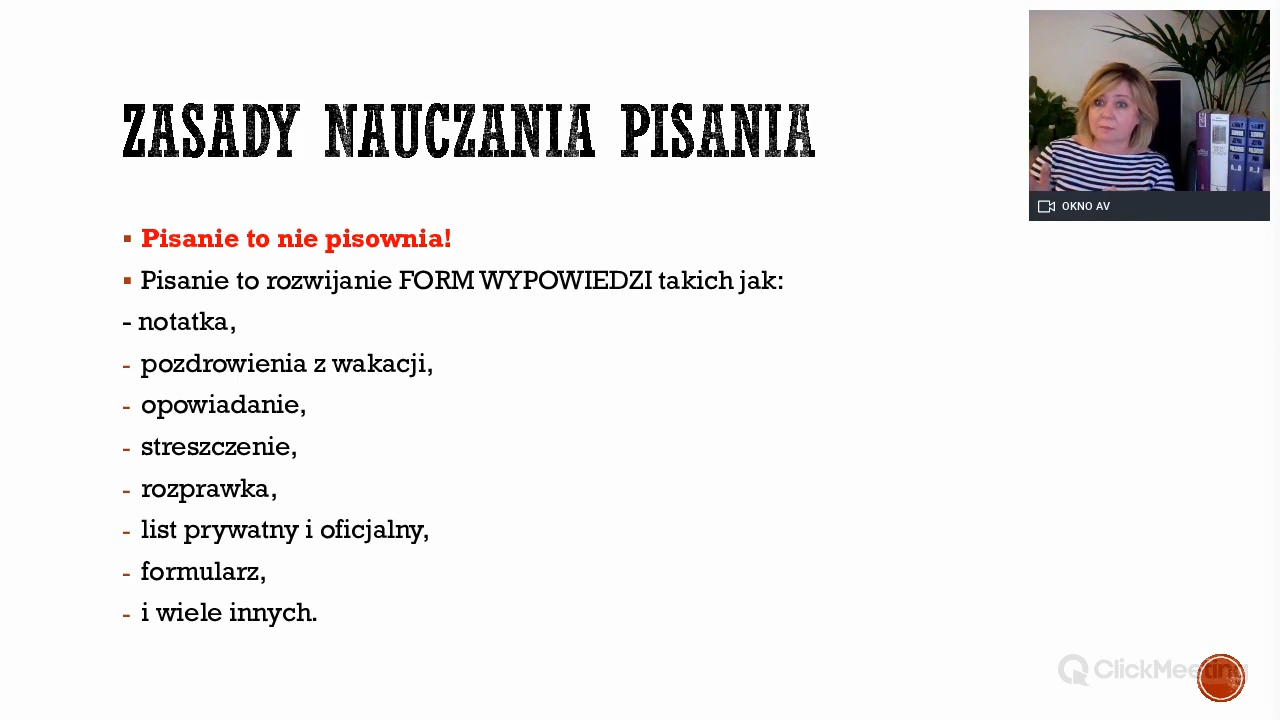 ZASADY NAUCZANIA PISANIA
▪ Pisanie to nie pisownia!
▪ Pisanie to rozwijanie FORM WYPOWIEDZI takich jak:
- notatka,
- pozdrowienia z wakacji,
- opowiadanie,
- streszczenie,
- rozprawka,
- list prywatny i oficjalny,
- formularz,
- i wiele innych.
OKNO AV
ClickMeeting